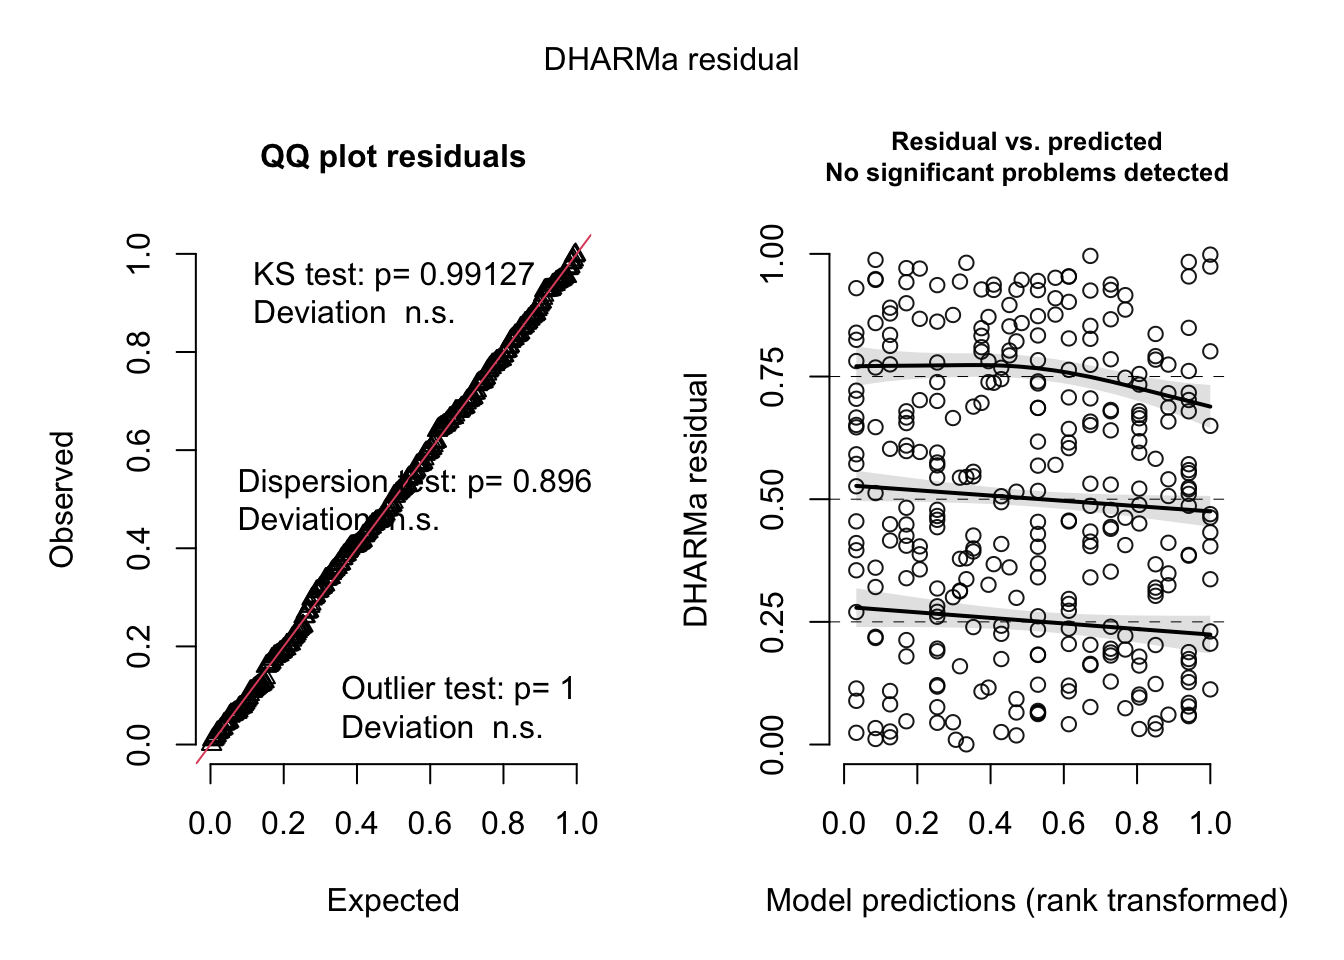 DHARMa residual
QQ plot residuals
KS test: p= 0.99127
Deviation  n.s.
Dispersion test: p= 0.896
Deviation  n.s.
Outlier test: p= 1
Deviation  n.s.
Observed
0.0
0.2
0.4
0.6
0.8
1.0
0.0 0.2 0.4 0.6 0.8 1.0
Expected
Residual vs. predicted
No significant problems detected
DHARMa residual
0.00
0.25
0.50
0.75
1.00
0.0 0.2 0.4 0.6 0.8 1.0
Model predictions (rank transformed)